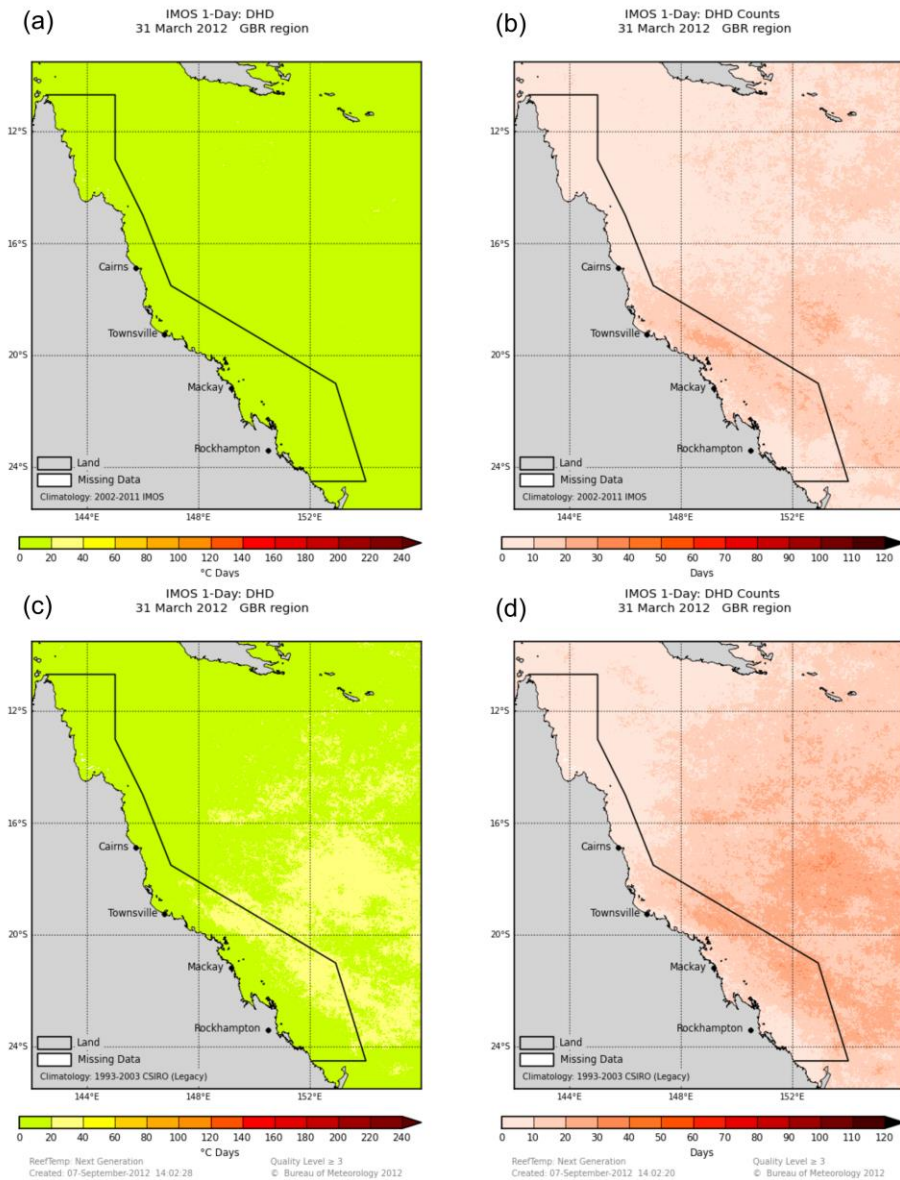 (a)
IMOS 1-Day: DHD
31 March 2012 GBR region
12°S
16°S
20°S
24°S
Cairns
Townsville
Mackay
Rockhampton
Land
Missing Data
Climatology: 2002-2011 IMOS
144°E 148°E 152°E
0 20 40 60 80 100 120 140 160 180 200 220 240
°C Days
(b)
IMOS 1-Day: DHD Counts
31 March 2012 GBR region
12°S
16°S
20°S
24°S
Cairns
Townsville
Mackay
Rockhampton
Land
Missing Data
Climatology: 2002-2011 IMOS
144°E 148°E 152°E
0 10 20 30 40 50 60 70 80 90 100 110 120
Days
(c)
IMOS 1-Day: DHD
31 March 2012 GBR region
12°S
16°S
20°S
24°S
Cairns
Townsville
Mackay
Rockhampton
Land
Missing Data
Climatology: 1993-2003 CSIRO (Legacy)
144°E 148°E 152°E
0 20 40 60 80 100 120 140 160 180 200 220 240
°C Days
ReefTemp: Next Generation Quality Level ≥ 3
Created: 07-September-2012 14:02:28 © Bureau of Meteorology 2012
(d)
IMOS 1-Day: DHD Counts
31 March 2012 GBR region
12°S
16°S
20°S
24°S
Cairns
Townsville
Mackay
Rockhampton
Land
Missing Data
Climatology: 1993-2003 CSIRO (Legacy)
144°E 148°E 152°E
0 10 20 30 40 50 60 70 80 90 100 110 120
Days
ReefTemp: Next Generation Quality Level ≥ 3
Created: 07-September-2012 14:02:20 © Bureau of Meteorology 2012